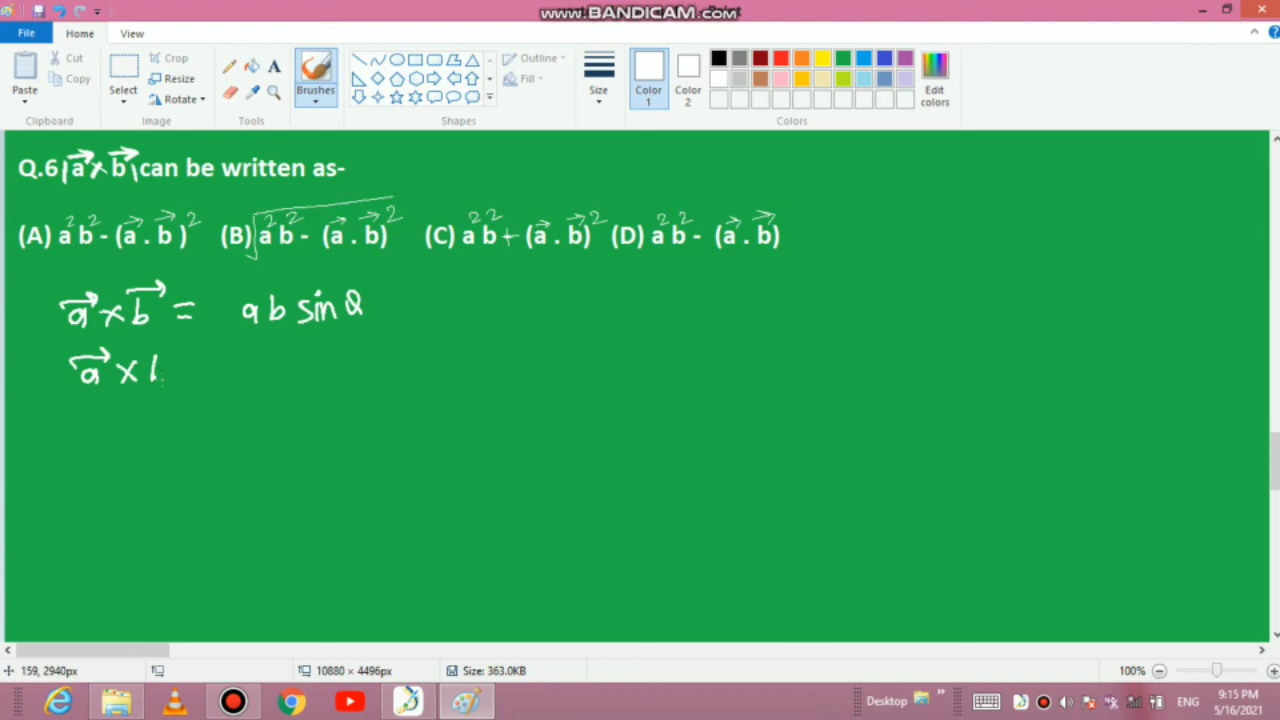 www.BANDICAM.com
File Home View
Paste Cut Copy Clipboard
Select Crop Resize Rotate Image
Tools
Brushes
Shapes Outline Fill
Size
Color 1 Color 2 Edit colors Colors
Q.6 |a⃗ × b⃗| can be written as-
(A) a²b² - (a⃗ . b⃗ )² (B) √(a²b² - (a⃗ . b⃗)²) (C) a²b² + (a⃗ . b⃗)² (D) a²b² - (a⃗ . b⃗)
a⃗ × b⃗ = a b sin θ
a⃗ ×
159, 2940px 10880 × 4496px Size: 363.0KB 100%
Desktop » ENG 9:15 PM
5/16/2021